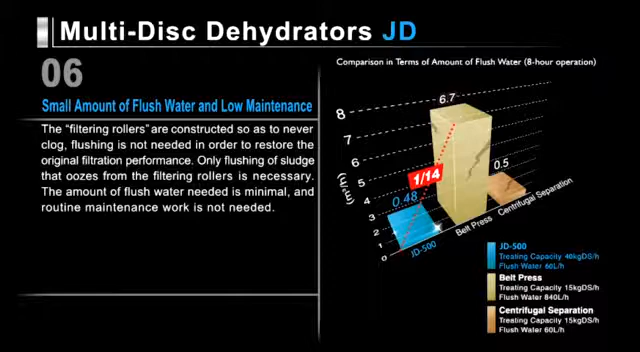 Multi-Disc Dehydrators JD
06
Small Amount of Flush Water and Low Maintenance
The "filtering rollers" are constructed so as to never
clog, flushing is not needed in order to restore the
original filtration performance. Only flushing of sludge
that oozes from the filtering rollers is necessary.
The amount of flush water needed is minimal, and
routine maintenance work is not needed.
Comparison in Terms of Amount of Flush Water (8-hour operation)
8
7
6
5
4
3
2
1
0
6.7
0.5
1/14
0.48
JD-500
Belt Press
Centrifugal Separation
JD-500
Treating Capacity 40kgDS/h
Flush Water 60L/h
Belt Press
Treating Capacity 15kgDS/h
Flush Water 840L/h
Centrifugal Separation
Treating Capacity 15kgDS/h
Flush Water 60L/h